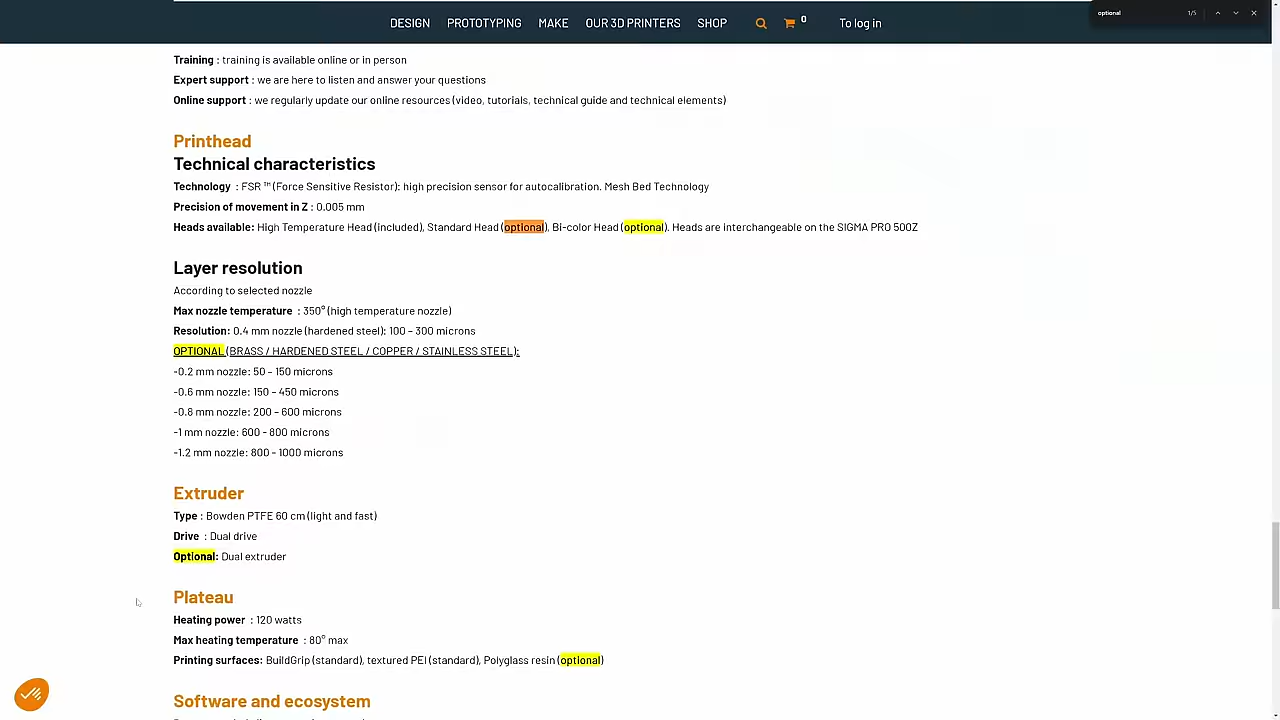 DESIGN PROTOTYPING MAKE OUR 3D PRINTERS SHOP 0 To log in
optional 1/5
Training : training is available online or in person
Expert support : we are here to listen and answer your questions
Online support : we regularly update our online resources (video, tutorials, technical guide and technical elements)
Printhead
Technical characteristics
Technology : FSR ™ (Force Sensitive Resistor): high precision sensor for autocalibration. Mesh Bed Technology
Precision of movement in Z : 0.005 mm
Heads available: High Temperature Head (included), Standard Head (optional), Bi-color Head (optional). Heads are interchangeable on the SIGMA PRO 500Z
Layer resolution
According to selected nozzle
Max nozzle temperature : 350° (high temperature nozzle)
Resolution: 0.4 mm nozzle (hardened steel): 100 – 300 microns
OPTIONAL (BRASS / HARDENED STEEL / COPPER / STAINLESS STEEL):
-0.2 mm nozzle: 50 – 150 microns
-0.6 mm nozzle: 150 – 450 microns
-0.8 mm nozzle: 200 – 600 microns
-1 mm nozzle: 600 - 800 microns
-1.2 mm nozzle: 800 - 1000 microns
Extruder
Type : Bowden PTFE 60 cm (light and fast)
Drive : Dual drive
Optional: Dual extruder
Plateau
Heating power : 120 watts
Max heating temperature : 80° max
Printing surfaces: BuildGrip (standard), textured PEI (standard), Polyglass resin (optional)
Software and ecosystem